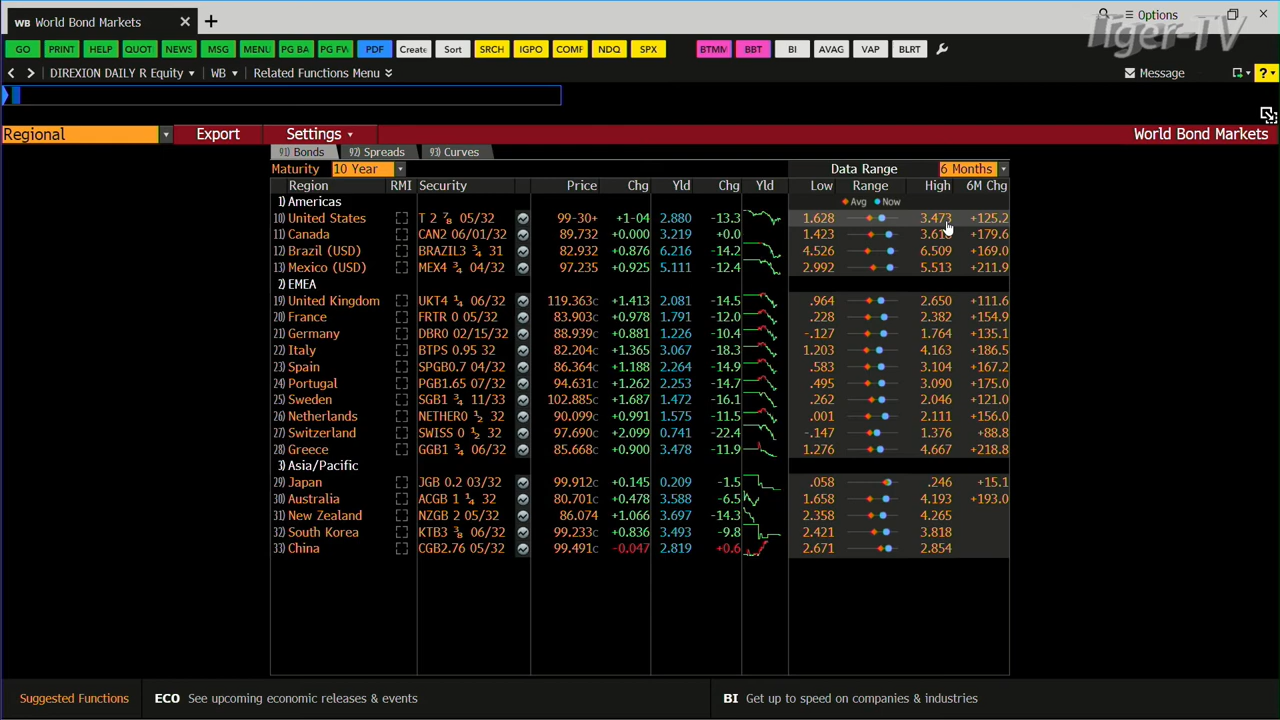 WB World Bond Markets × +
Options
Tiger-TV
GO PRINT HELP QUOT NEWS MSG MENU PG BA PG FW PDF Create Sort SRCH IGPO COMF NDQ SPX BTMM BBT BI AVAG VAP BLRT
DIREXION DAILY R Equity WB Related Functions Menu Message ?
Regional Export Settings World Bond Markets
91) Bonds 92) Spreads 93) Curves
Maturity 10 Year Data Range 6 Months
Region RMI Security Price Chg Yld Chg Yld Low Range High 6M Chg
1) Americas Avg Now
10) United States T 2 ⅞ 05/32 99-30+ +1-04 2.880 -13.3 1.628 3.473 +125.2
11) Canada CAN2 06/01/32 89.732 +0.000 3.219 +0.0 1.423 +179.6
12) Brazil (USD) BRAZIL3 ¾ 31 82.932 +0.876 6.216 -14.2 4.526 6.509 +169.0
13) Mexico (USD) MEX4 ¾ 04/32 97.235 +0.925 5.111 -12.4 2.992 5.513 +211.9
2) EMEA
19) United Kingdom UKT4 ¼ 06/32 119.363c +1.413 2.081 -14.5 .964 2.650 +111.6
20) France FRTR 0 05/32 83.903c +0.978 1.791 -12.0 .228 2.382 +154.9
21) Germany DBR0 02/15/32 88.939c +0.881 1.226 -10.4 -.127 1.764 +135.1
22) Italy BTPS 0.95 32 82.204c +1.365 3.067 -18.3 1.203 4.163 +186.5
23) Spain SPGB0.7 04/32 86.364c +1.188 2.264 -14.9 .583 3.104 +167.2
24) Portugal PGB1.65 07/32 94.631c +1.262 2.253 -14.7 .495 3.090 +175.0
25) Sweden SGB1 ¾ 11/33 102.885c +1.687 1.472 -16.1 .262 2.046 +121.0
26) Netherlands NETHER0 ½ 32 90.099c +0.991 1.575 -11.5 .001 2.111 +156.0
27) Switzerland SWISS 0 ½ 32 97.690c +2.099 0.741 -22.4 -.147 1.376 +88.8
28) Greece GGB1 ¾ 06/32 85.668c +0.900 3.478 -11.9 1.276 4.667 +218.8
3) Asia/Pacific
29) Japan JGB 0.2 03/32 99.912c +0.145 0.209 -1.5 .058 .246 +15.1
30) Australia ACGB 1 ¼ 32 80.701c +0.478 3.588 -6.5 1.658 4.193 +193.0
31) New Zealand NZGB 2 05/32 86.074 +1.066 3.697 -14.3 2.358 4.265
32) South Korea KTB3 ⅜ 06/32 99.233c +0.836 3.493 -9.8 2.421 3.818
33) China CGB2.76 05/32 99.491c -0.047 2.819 +0.6 2.671 2.854
Suggested Functions ECO See upcoming economic releases & events BI Get up to speed on companies & industries